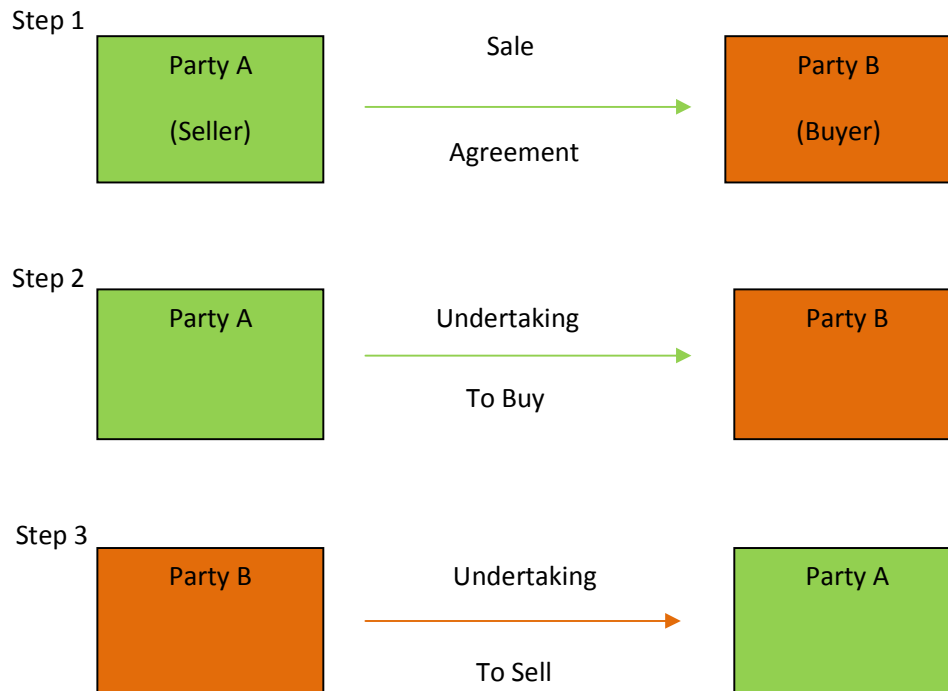 Step 1
Party A
(Seller)
Sale
Agreement
Party B
(Buyer)
Step 2
Party A
Undertaking
To Buy
Party B
Step 3
Party B
Undertaking
To Sell
Party A